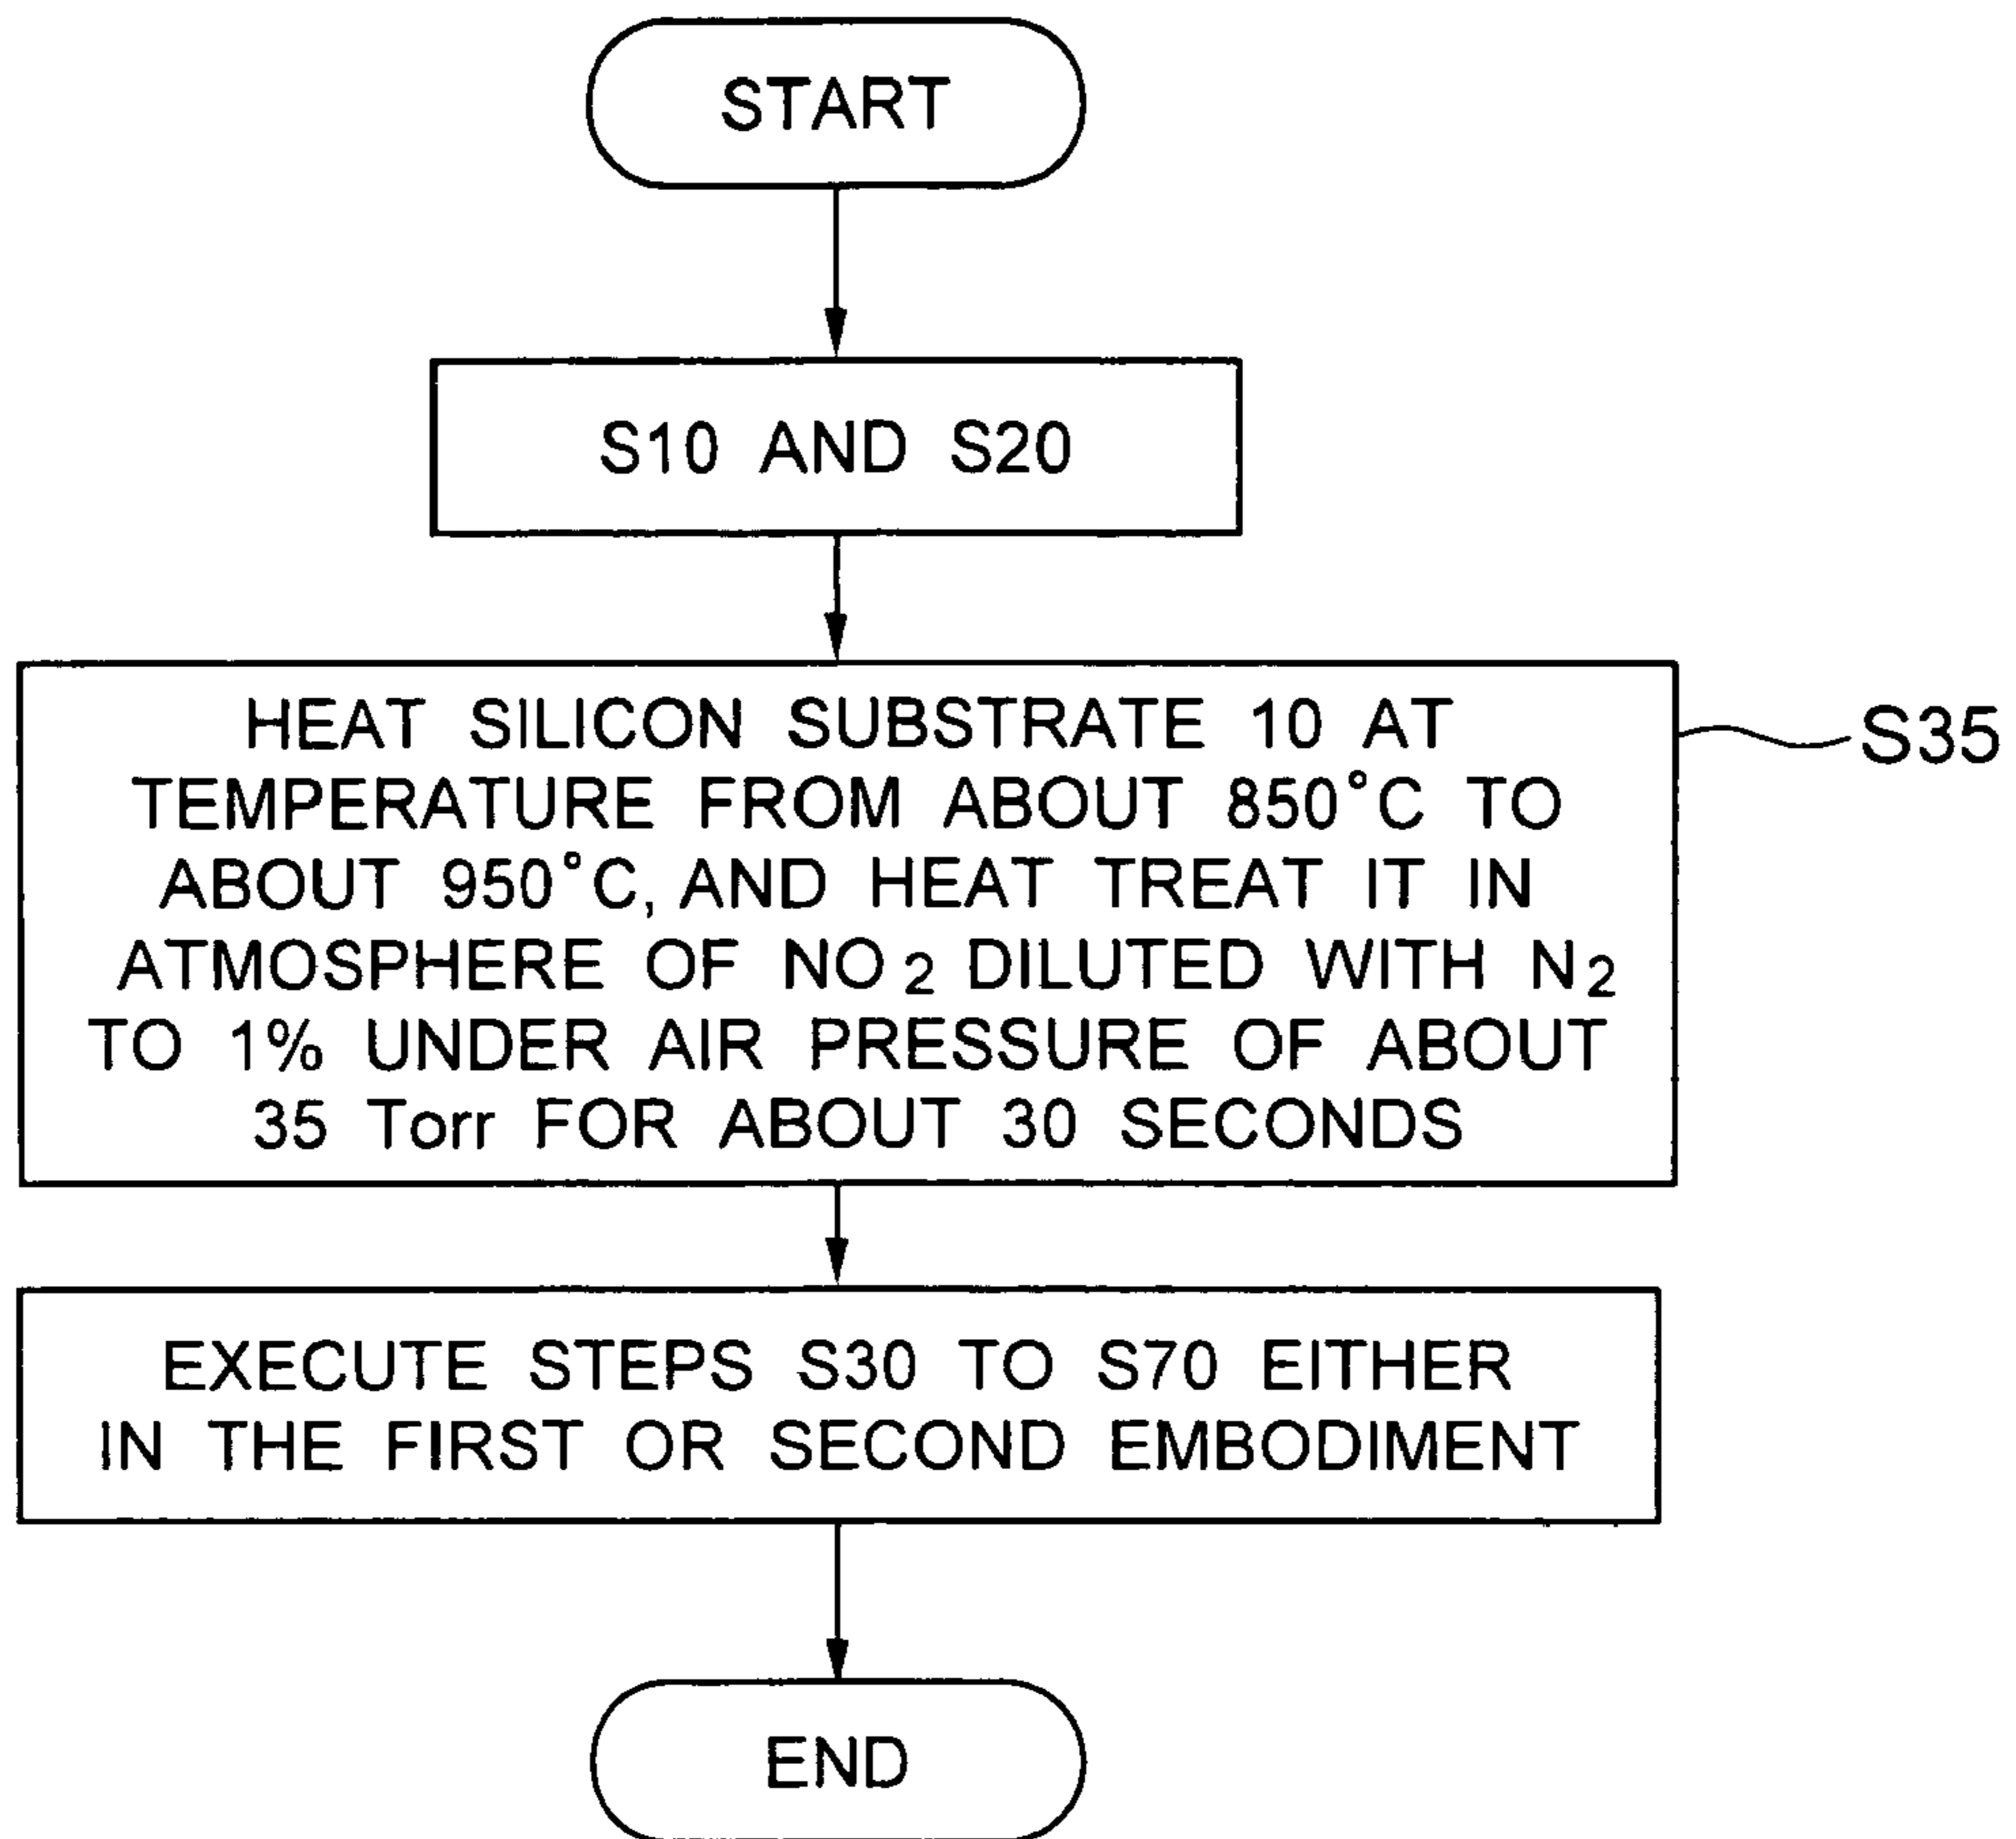 START
S10 AND S20
HEAT SILICON SUBSTRATE 10 AT
TEMPERATURE FROM ABOUT 850°C TO
ABOUT 950°C, AND HEAT TREAT IT IN
ATMOSPHERE OF NO2 DILUTED WITH N2
TO 1% UNDER AIR PRESSURE OF ABOUT
35 Torr FOR ABOUT 30 SECONDS
S35
EXECUTE STEPS S30 TO S70 EITHER
IN THE FIRST OR SECOND EMBODIMENT
END